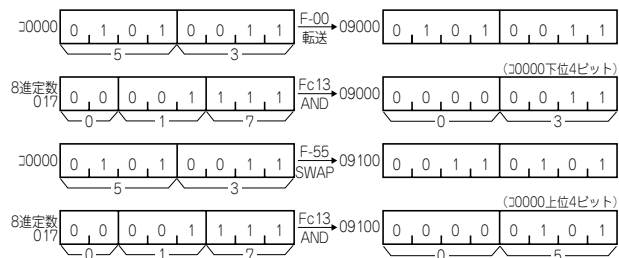 コ0000 0 1 0 1 0 0 1 1 F-00 転送 09000 0 1 0 1 0 0 1 1
5 3
(コ0000下位4ビット)
8進定数 017 0 0 0 0 1 1 1 1 Fc13 AND 09000 0 0 0 0 0 0 1 1
0 1 7 0 3
コ0000 0 1 0 1 0 0 1 1 F-55 SWAP 09100 0 0 1 1 0 1 0 1
5 3
(コ0000上位4ビット)
8進定数 017 0 0 0 0 1 1 1 1 Fc13 AND 09100 0 0 0 0 0 1 0 1
0 1 7 0 5